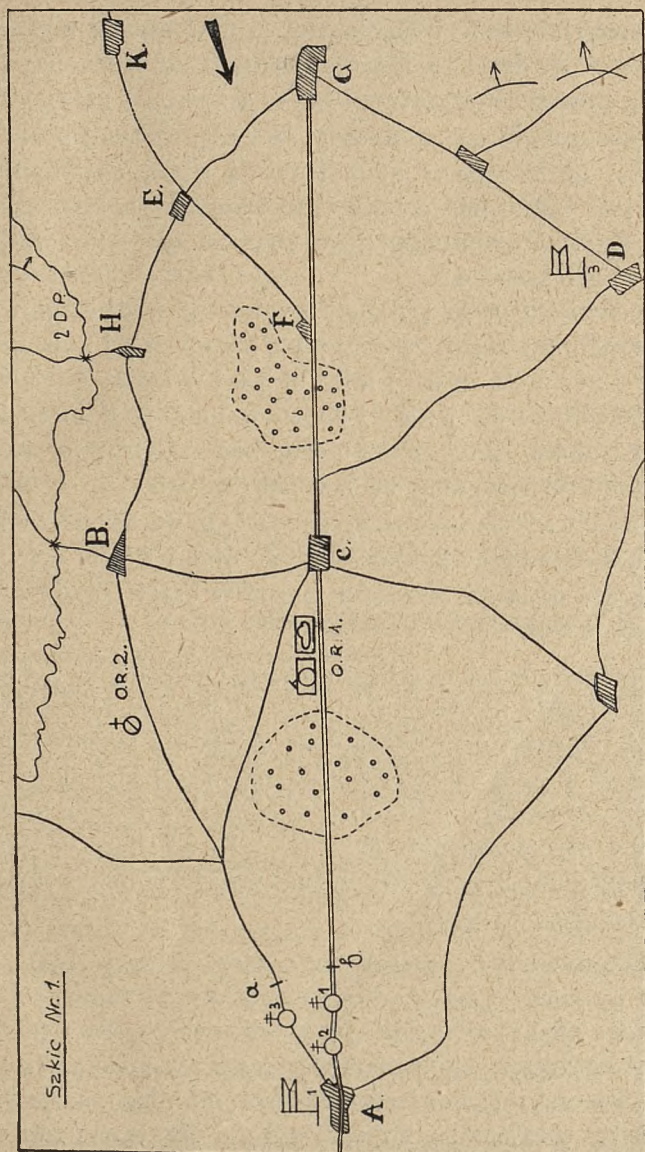 Szkic Nr. 1.
K.
G
E.
2 D P.
H
F.
3
D
B.
C.
O.R.2.
O.R.1.
a
3
b
1
2
1
A.